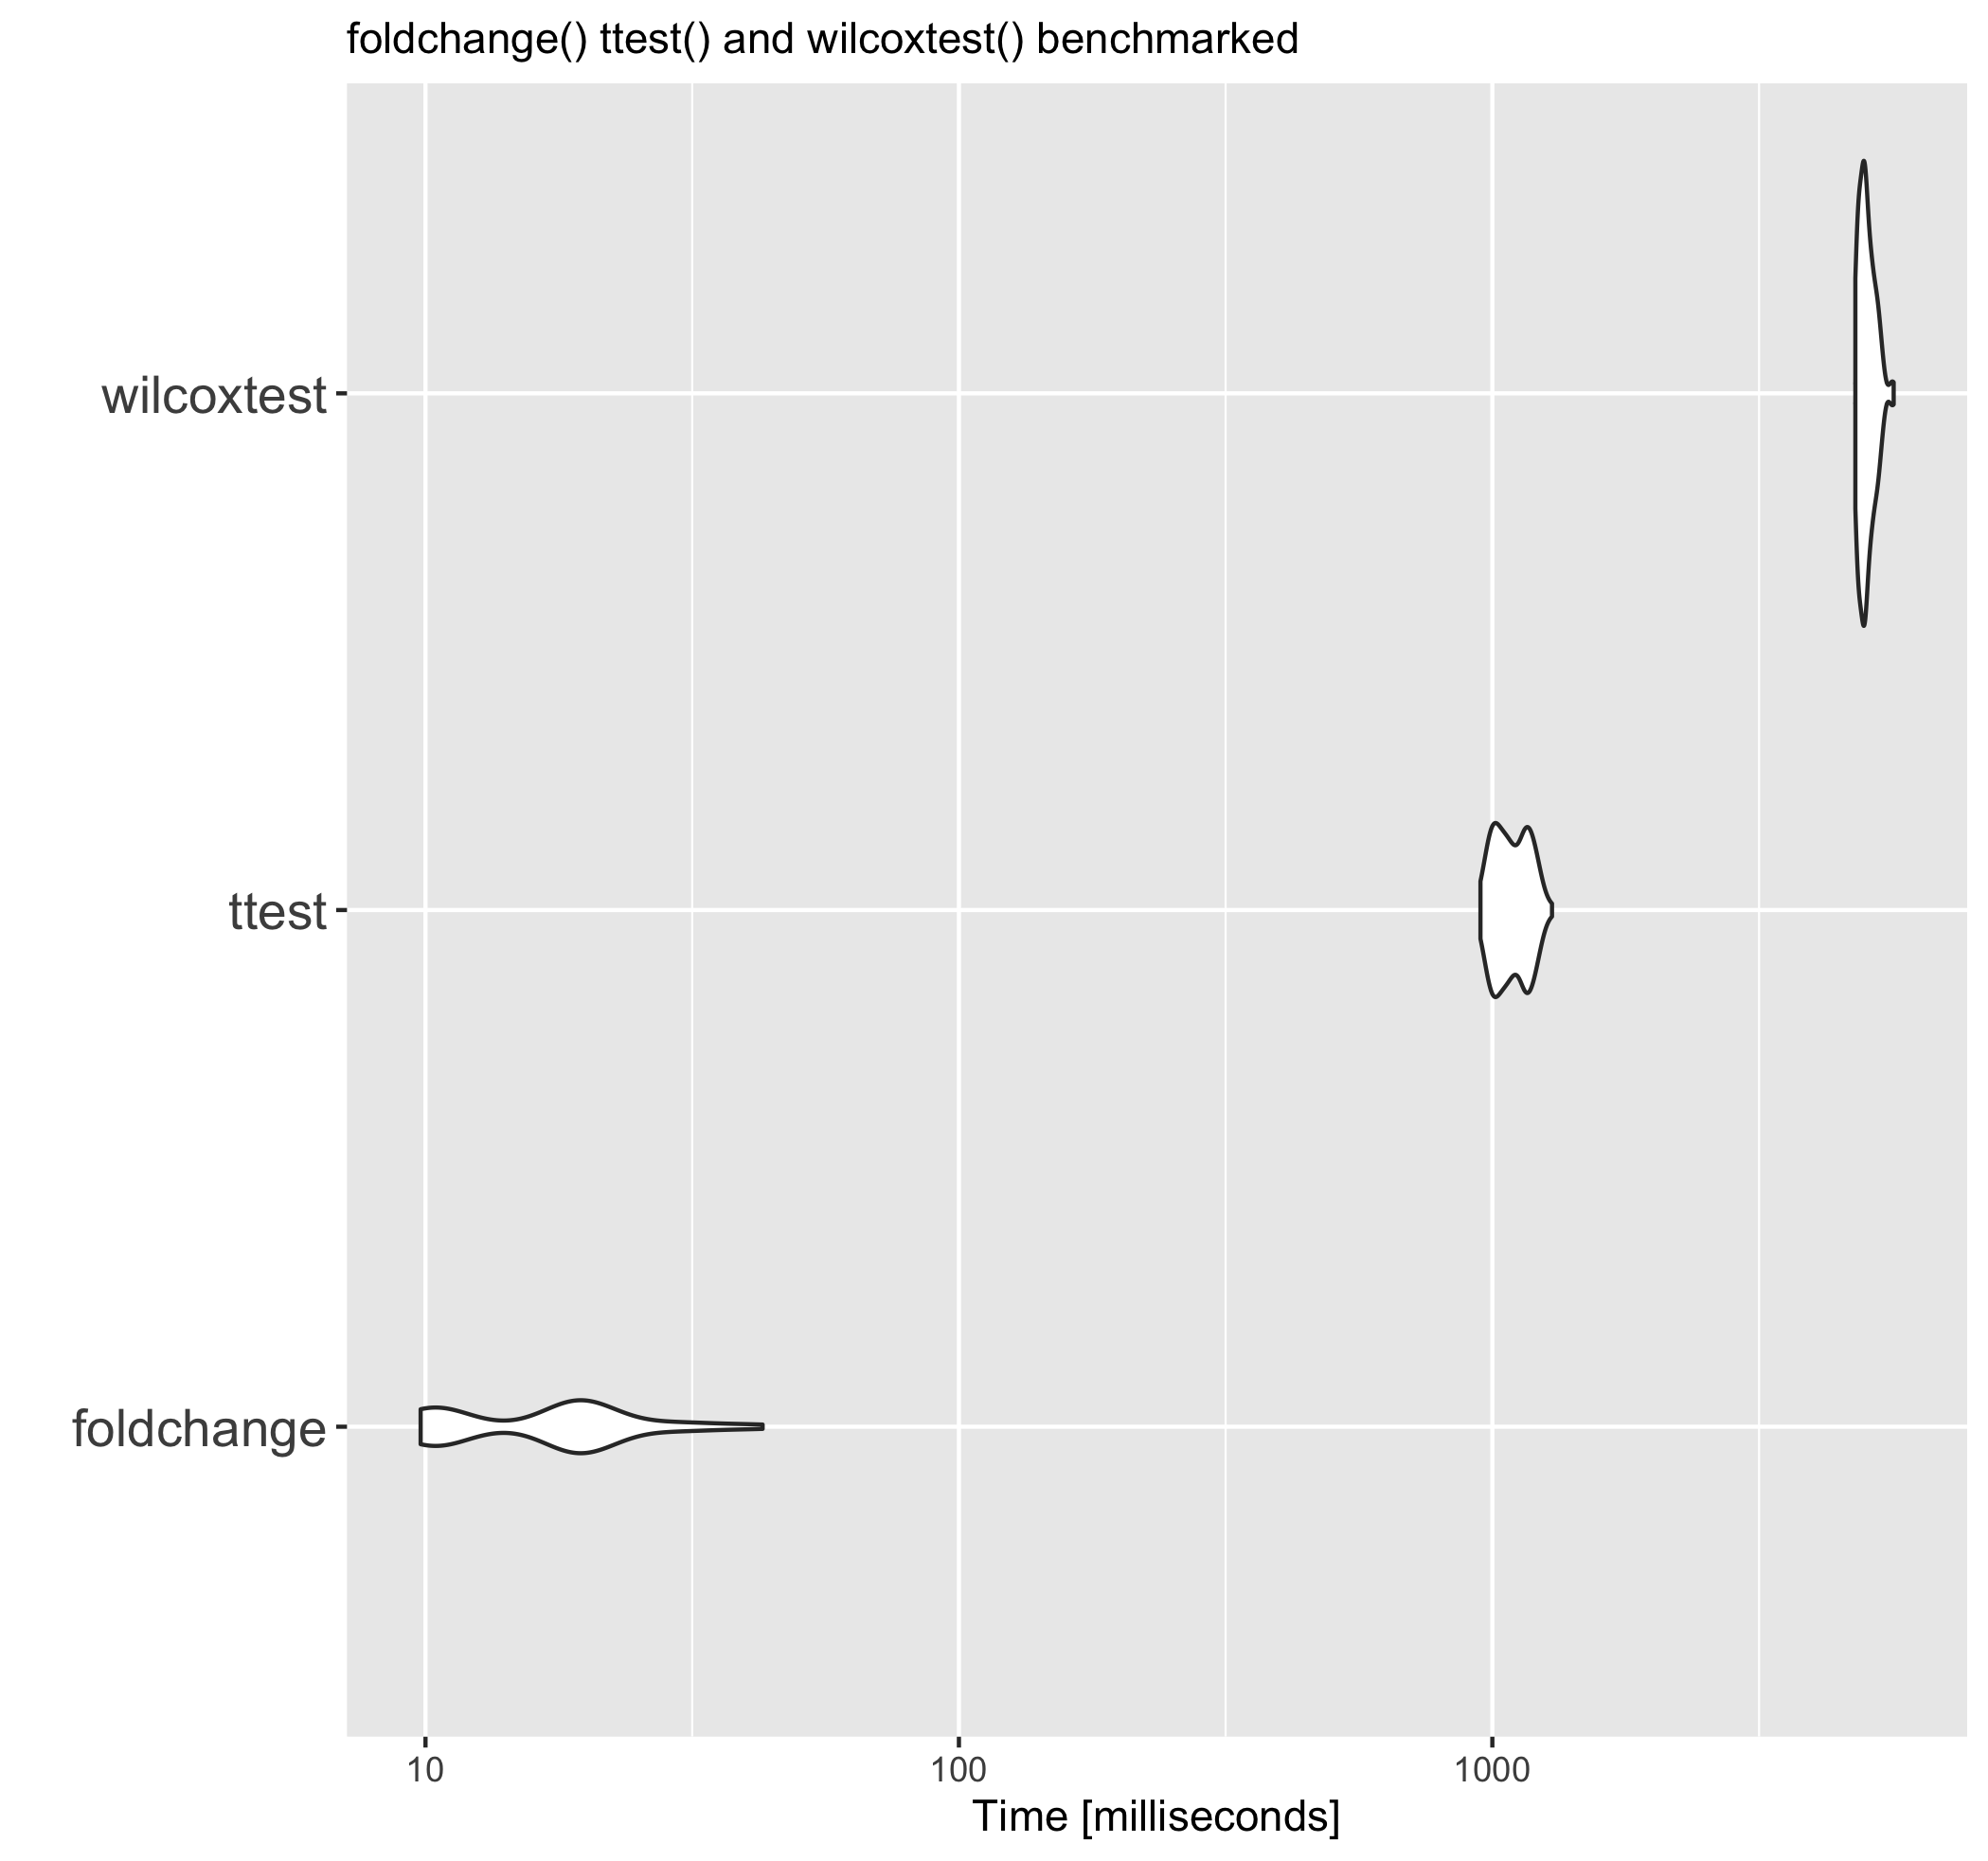 foldchange() ttest() and wilcoxtest() benchmarked
wilcoxtest
ttest
foldchange
10
100
1000
Time [milliseconds]